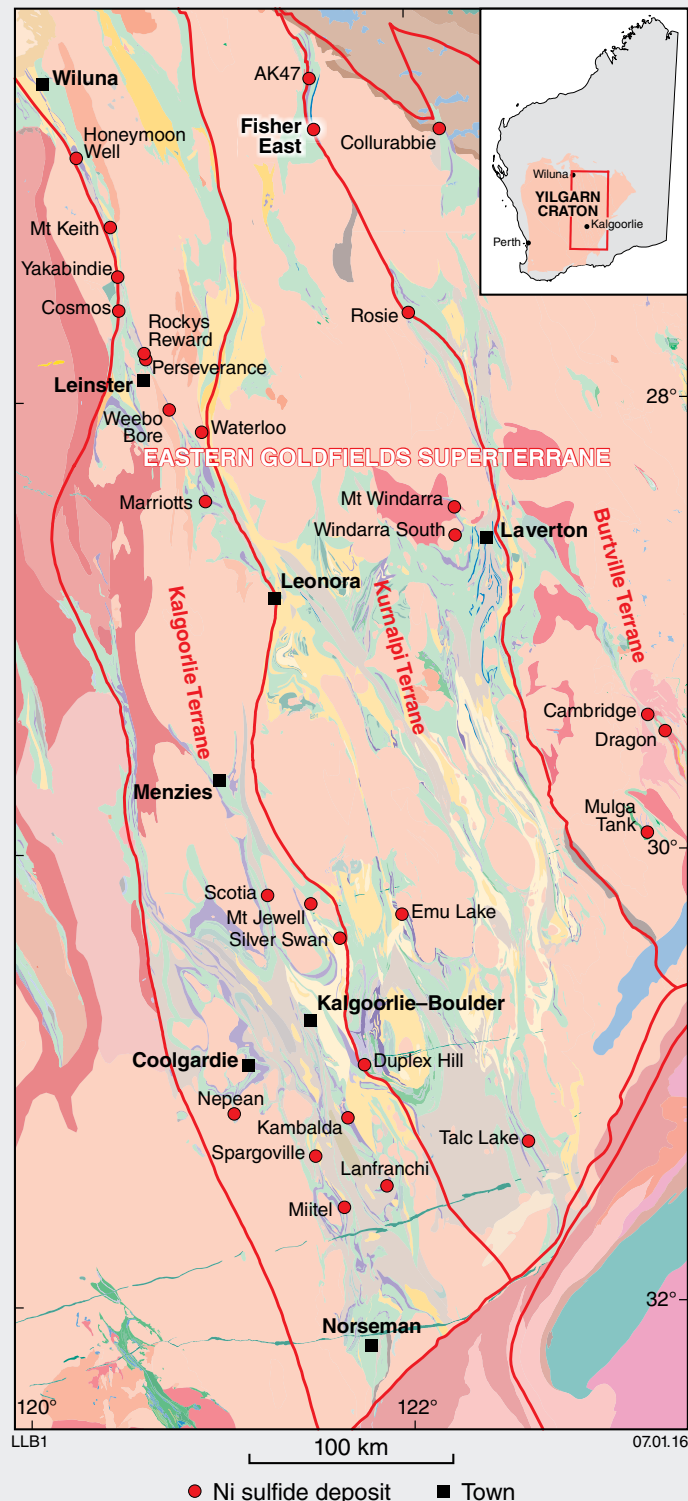 Wiluna
AK47
Fisher
East
Collurabbie
Honeymoon
Well
Mt Keith
Yakabindie
Cosmos
Rockys
Reward
Perseverance
Leinster
Weebo
Bore
Waterloo
Rosie
Wiluna
YILGARN
CRATON
Kalgoorlie
Perth
28°
EASTERN GOLDFIELDS SUPERTERRANE
Marriotts
Mt Windarra
Windarra South
Laverton
Leonora
Kalgoorlie Terrane
Kurnalpi Terrane
Burtville Terrane
Cambridge
Dragon
Menzies
Mulga
Tank
30°
Scotia
Mt Jewell
Silver Swan
Emu Lake
Kalgoorlie–Boulder
Coolgardie
Duplex Hill
Nepean
Kambalda
Talc Lake
Spargoville
Lanfranchi
Miitel
32°
Norseman
120°
122°
LLB1
07.01.16
100 km
Ni sulfide deposit
Town